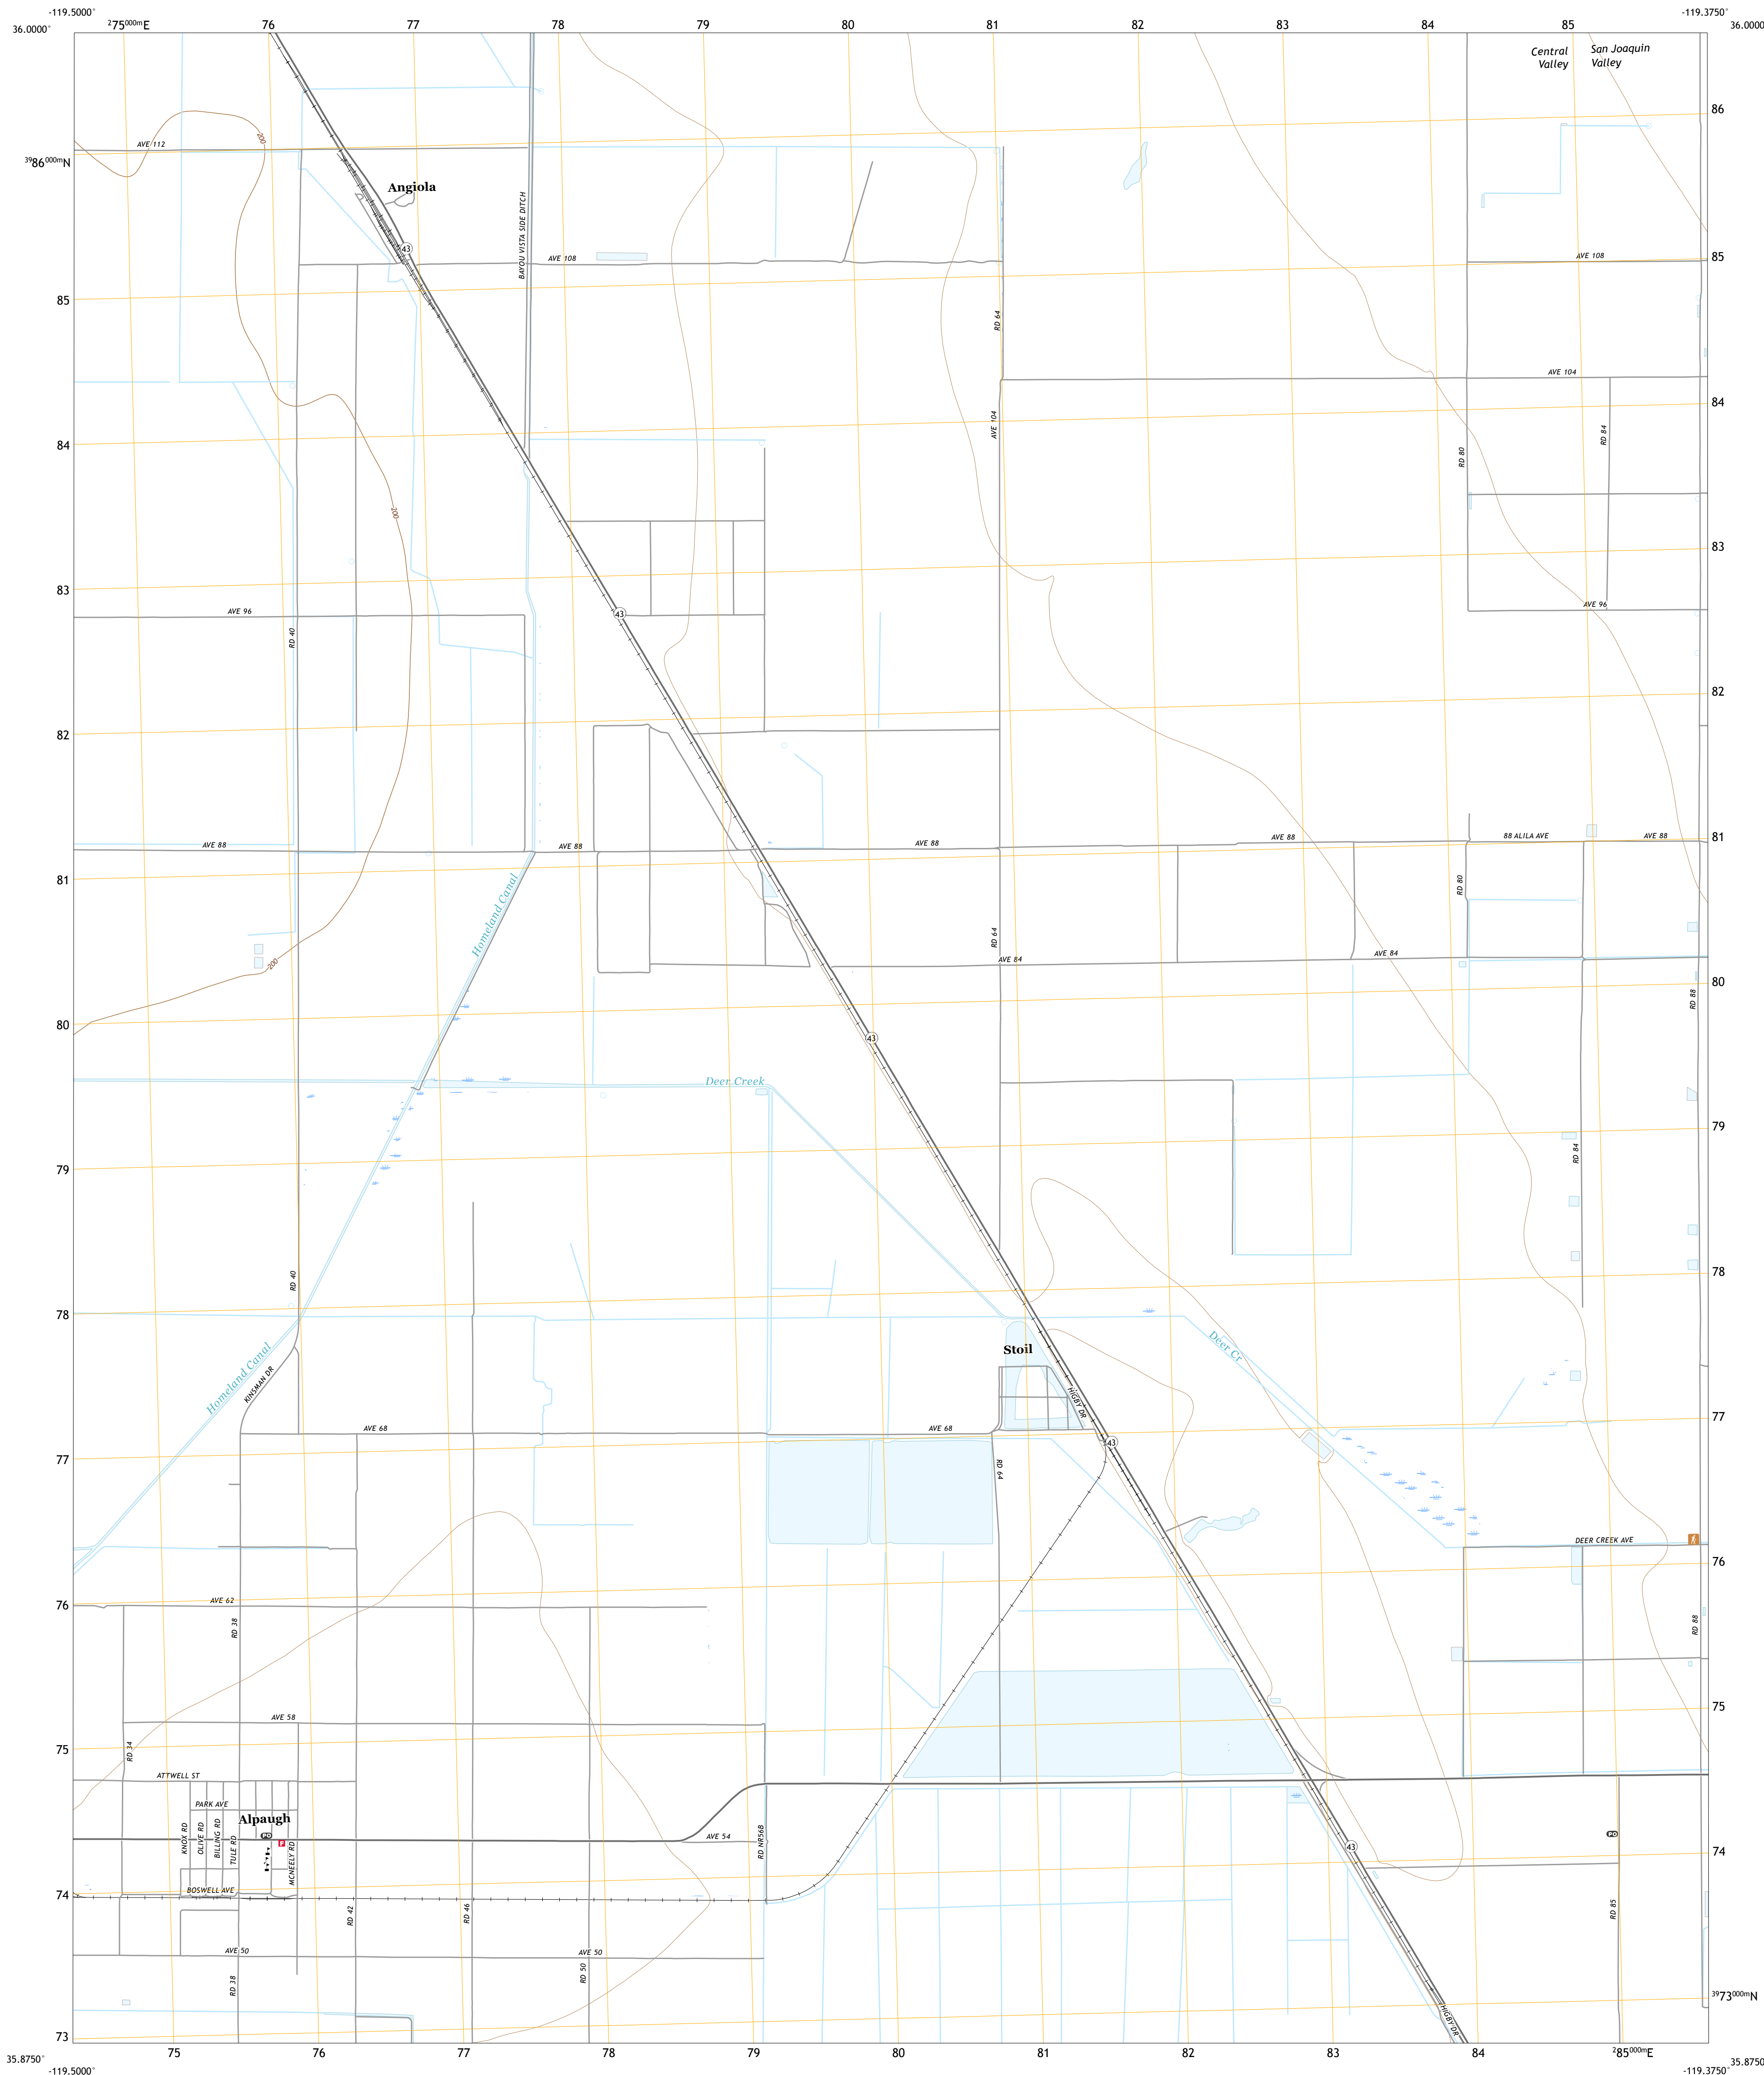 -119.5000°
-119.3750°
36.0000°
²75⁰⁰⁰ᵐE
76
77
78
79
80
81
82
83
84
85
36.0000
Central
Valley
San Joaquin
Valley
86
AVE 112
200
³⁹86⁰⁰⁰ᵐN
Angiola
BAYOU VISTA SIDE DITCH
43
AVE 108
AVE 108
85
85
RD 64
AVE 104
84
AVE 104
RD 84
RD 80
84
200
83
83
AVE 96
43
AVE 96
RD 40
82
82
AVE 88
AVE 88
AVE 88
AVE 88
88 ALILA AVE
AVE 88
81
81
Homeland Canal
RD 80
RD 64
AVE 84
AVE 84
200
80
RD 88
80
43
Deer Creek
79
RD 84
79
RD 40
78
78
Homeland Canal
KINSMAN DR
Stoil
Deer Cr
HIGBY DR
AVE 68
AVE 68
77
43
77
RD 64
DEER CREEK AVE
76
AVE 62
76
RD 38
RD 88
AVE 58
75
RD 34
75
ATTWELL ST
PARK AVE
Alpaugh
KNOX RD
OLIVE RD
BILLING RD
TULE RD
PO
F
MCNEELY RD
AVE 54
RD NR56B
PO
43
74
BOSWELL AVE
74
RD 42
RD 46
RD 85
AVE 50
AVE 50
RD 38
RD 50
³⁹73⁰⁰⁰ᵐN
HIGBY DR
73
35.8750°
75
76
77
78
79
80
81
82
83
84
²85⁰⁰⁰ᵐE
35.8750
-119.5000°
-119.3750°